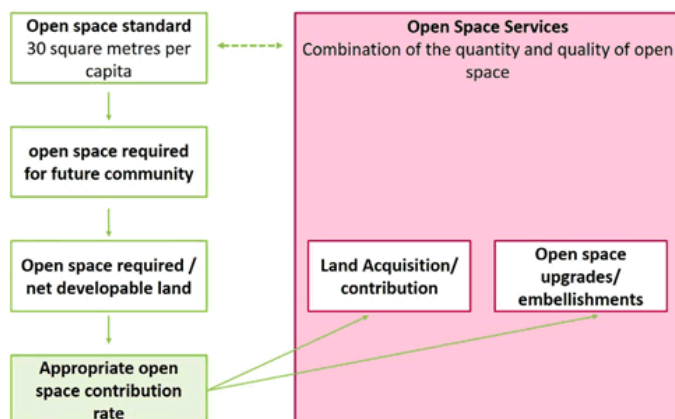 Open space standard
30 square metres per
capita
Open Space Services
Combination of the quantity and quality of open
space
open space required
for future community
Open space required /
net developable land
Land Acquisition/
contribution
Open space
upgrades/
embellishments
Appropriate open
space contribution
rate